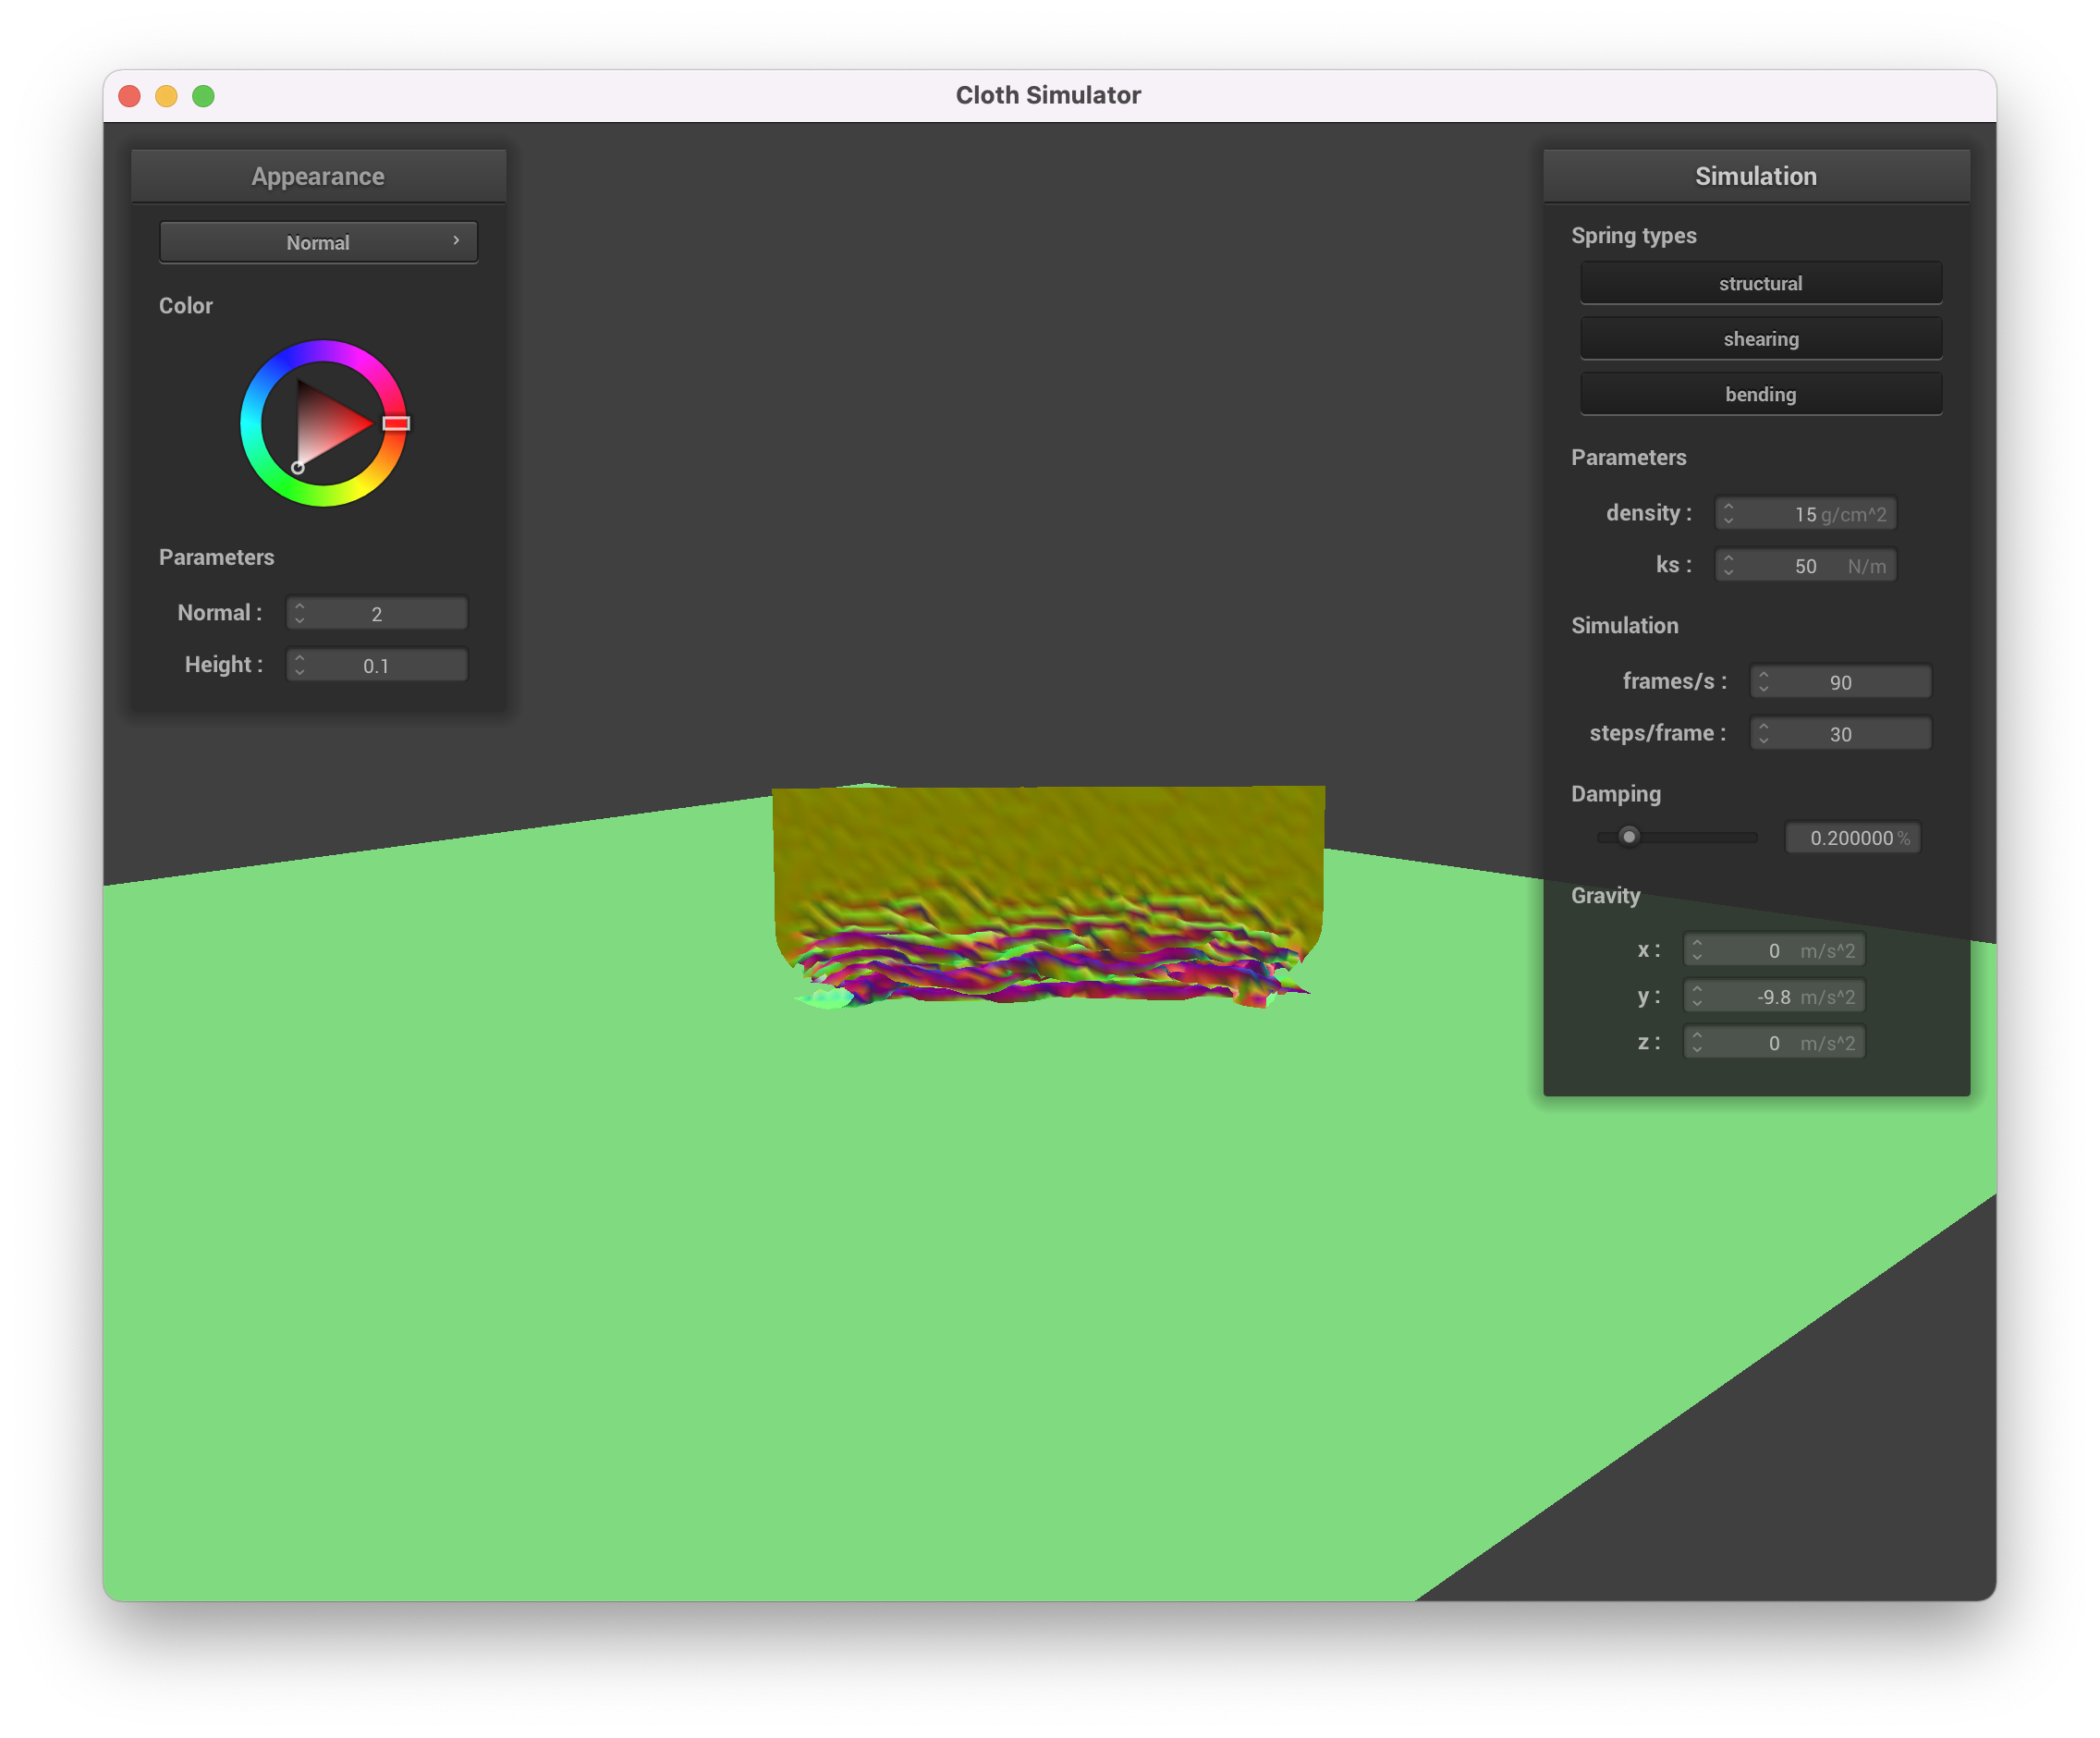 Cloth Simulator
Appearance
Normal
Color
Parameters
Normal : 2
Height : 0.1
Simulation
Spring types
structural
shearing
bending
Parameters
density : 15 g/cm^2
ks : 50 N/m
Simulation
frames/s : 90
steps/frame : 30
Damping
0.200000 %
Gravity
x : 0 m/s^2
y : -9.8 m/s^2
z : 0 m/s^2